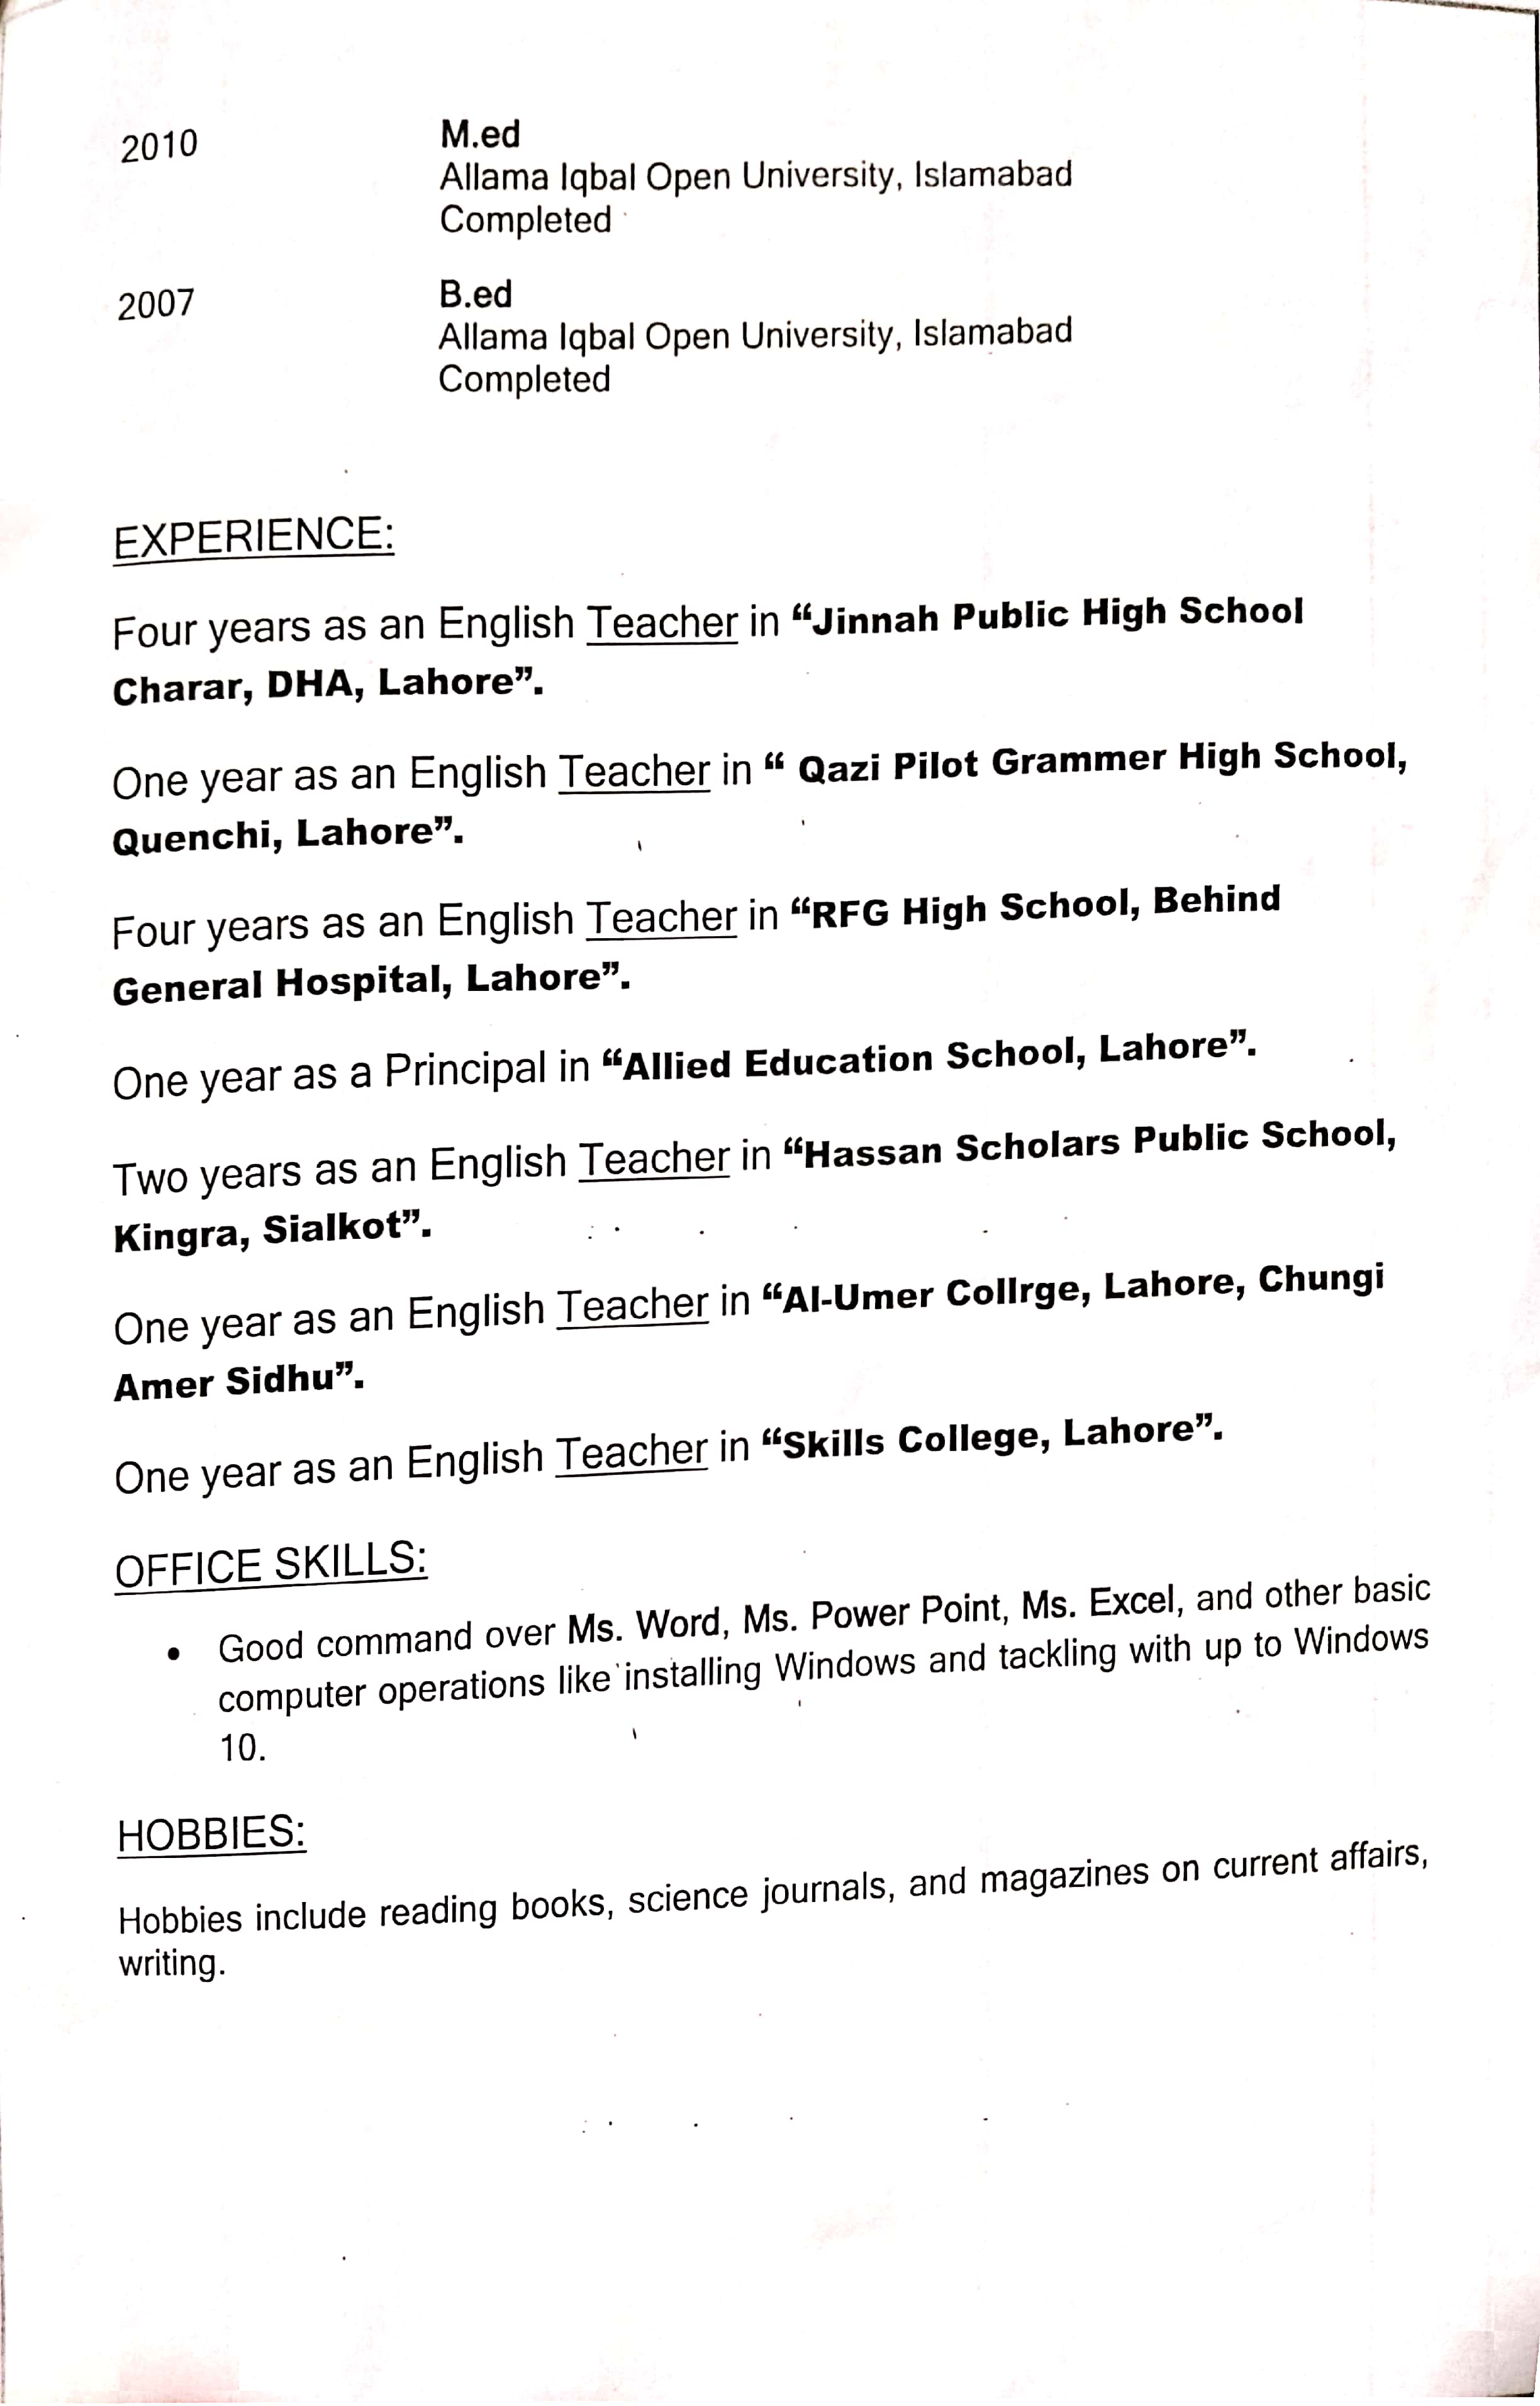 2010
M.ed
Allama Iqbal Open University, Islamabad
Completed
2007
B.ed
Allama Iqbal Open University, Islamabad
Completed
EXPERIENCE:
Four years as an English Teacher in “Jinnah Public High School
Charar, DHA, Lahore”.
One year as an English Teacher in “ Qazi Pilot Grammer High School,
Quenchi, Lahore”.
Four years as an English Teacher in “RFG High School, Behind
General Hospital, Lahore”.
One year as a Principal in “Allied Education School, Lahore”.
Two years as an English Teacher in “Hassan Scholars Public School,
Kingra, Sialkot”.
One year as an English Teacher in “Al-Umer Collrge, Lahore, Chungi
Amer Sidhu”.
One year as an English Teacher in “Skills College, Lahore”.
OFFICE SKILLS:
• Good command over Ms. Word, Ms. Power Point, Ms. Excel, and other basic
computer operations like installing Windows and tackling with up to Windows
10.
HOBBIES:
Hobbies include reading books, science journals, and magazines on current affairs,
writing.